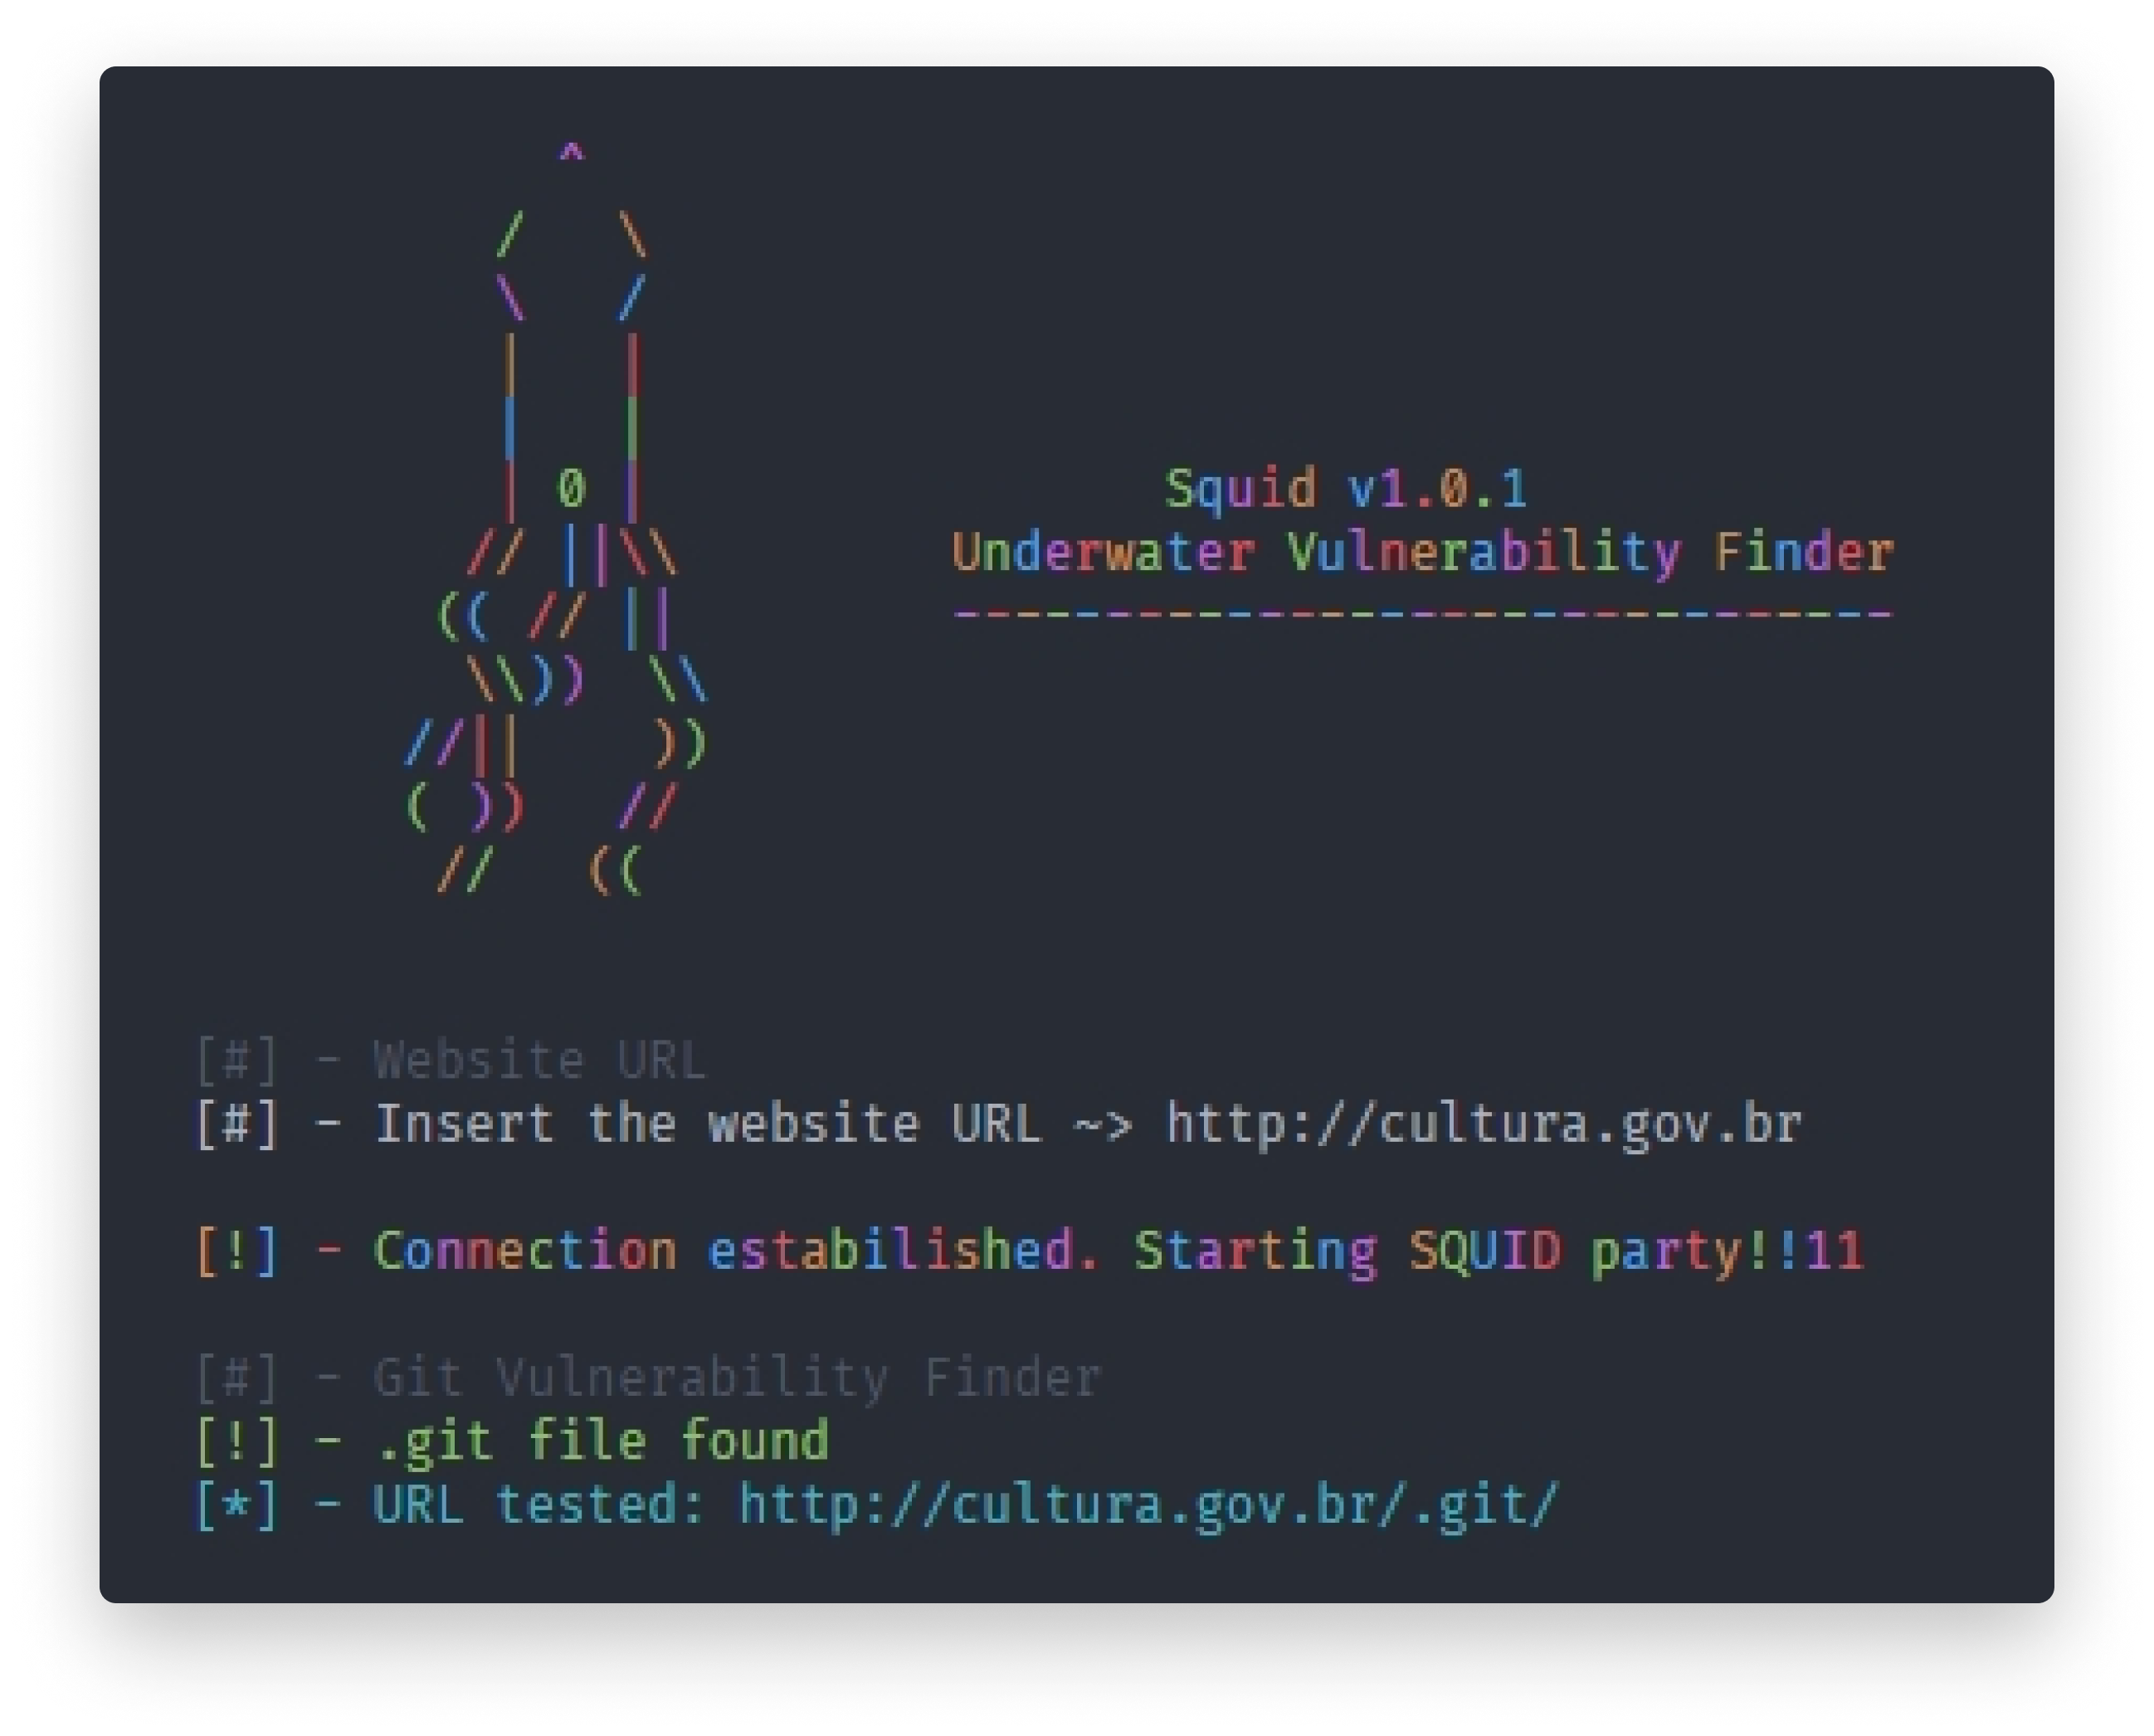 ^
/   \
\   /
|   |
|   |
| 0 |
// ||\\
(( // ||
\\))  \\
//||     ))
( ))   //
//   ((
Squid v1.0.1
Underwater Vulnerability Finder
-------------------------------
[#] - Website URL
[#] - Insert the website URL ~> http://cultura.gov.br
[!] - Connection estabilished. Starting SQUID party!!11
[#] - Git Vulnerability Finder
[!] - .git file found
[*] - URL tested: http://cultura.gov.br/.git/